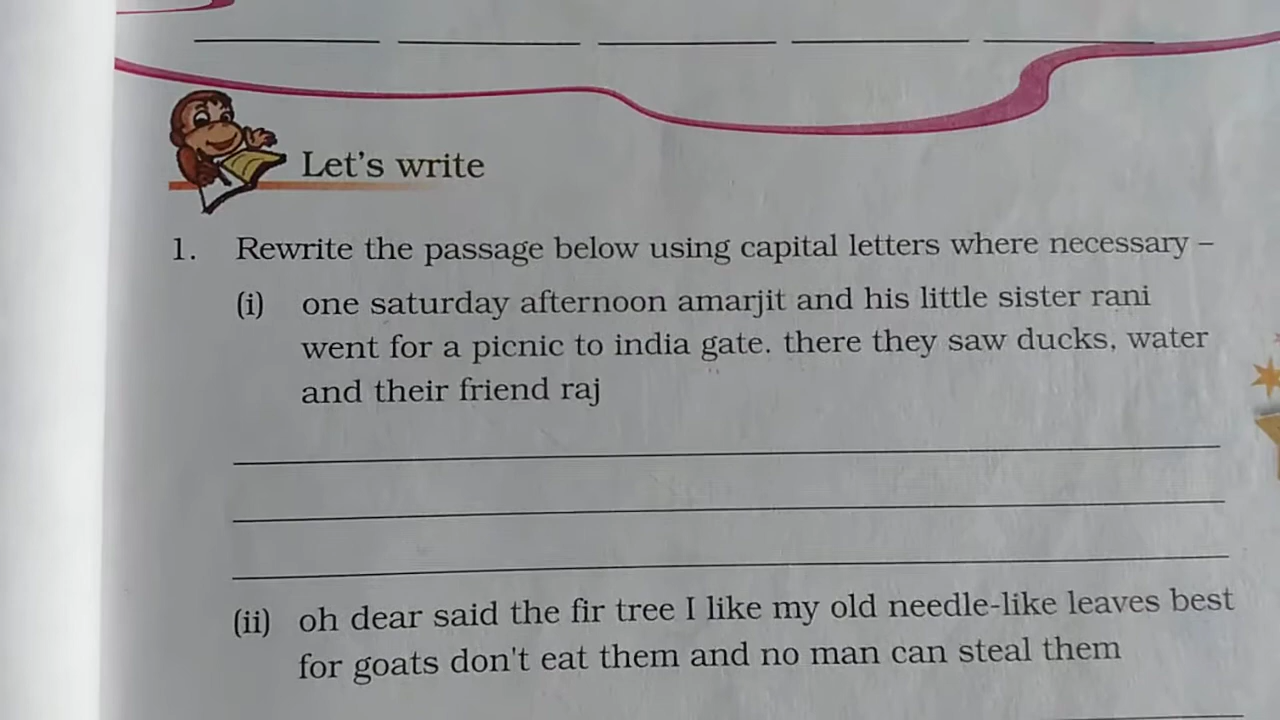 Let's write
1. Rewrite the passage below using capital letters where necessary –
(i) one saturday afternoon amarjit and his little sister rani
went for a picnic to india gate. there they saw ducks, water
and their friend raj
(ii) oh dear said the fir tree I like my old needle-like leaves best
for goats don't eat them and no man can steal them